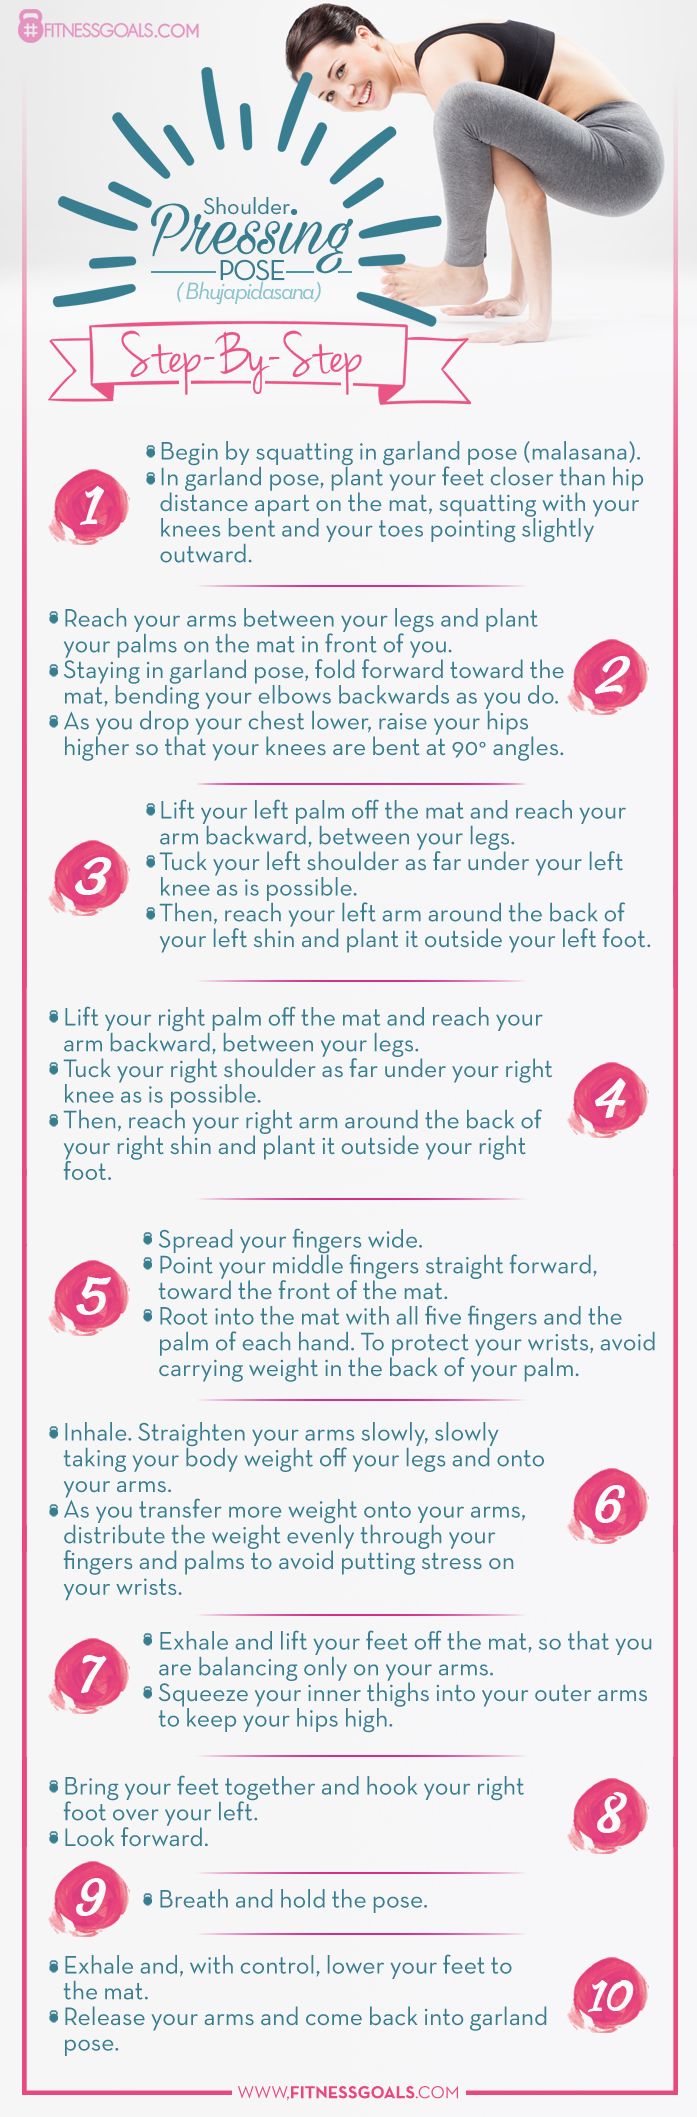 #FITNESSGOALS.COM
Shoulder
Pressing
POSE
(Bhujapidasana)
Step-By-Step
1
Begin by squatting in garland pose (malasana).
In garland pose, plant your feet closer than hip
distance apart on the mat, squatting with your
knees bent and your toes pointing slightly
outward.
Reach your arms between your legs and plant
your palms on the mat in front of you.
Staying in garland pose, fold forward toward the
mat, bending your elbows backwards as you do.
As you drop your chest lower, raise your hips
higher so that your knees are bent at 90° angles.
2
3
Lift your left palm off the mat and reach your
arm backward, between your legs.
Tuck your left shoulder as far under your left
knee as is possible.
Then, reach your left arm around the back of
your left shin and plant it outside your left foot.
Lift your right palm off the mat and reach your
arm backward, between your legs.
Tuck your right shoulder as far under your right
knee as is possible.
Then, reach your right arm around the back of
your right shin and plant it outside your right
foot.
4
5
Spread your fingers wide.
Point your middle fingers straight forward,
toward the front of the mat.
Root into the mat with all five fingers and the
palm of each hand. To protect your wrists, avoid
carrying weight in the back of your palm.
Inhale. Straighten your arms slowly, slowly
taking your body weight off your legs and onto
your arms.
As you transfer more weight onto your arms,
distribute the weight evenly through your
fingers and palms to avoid putting stress on
your wrists.
6
7
Exhale and lift your feet off the mat, so that you
are balancing only on your arms.
Squeeze your inner thighs into your outer arms
to keep your hips high.
Bring your feet together and hook your right
foot over your left.
Look forward.
8
9
Breath and hold the pose.
Exhale and, with control, lower your feet to
the mat.
Release your arms and come back into garland
pose.
10
WWW.FITNESSGOALS.COM